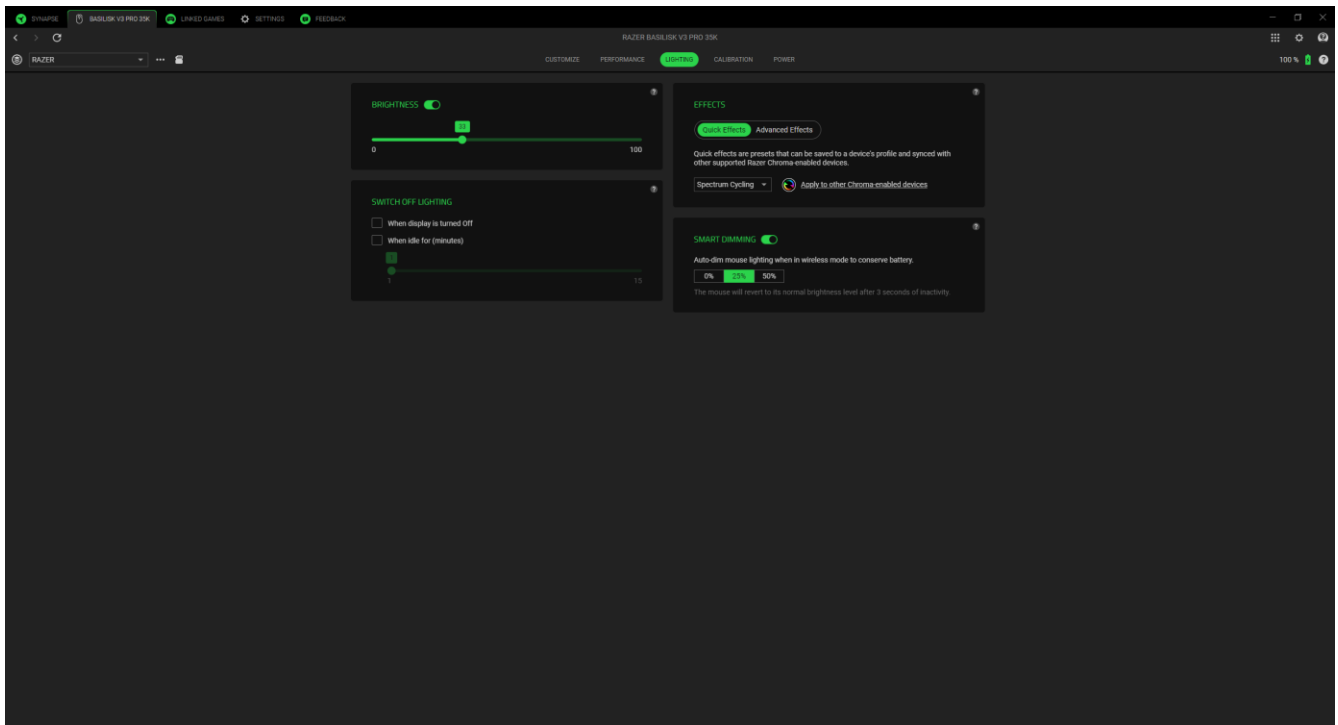 SYNAPSE BASILISK V3 PRO 35K LINKED GAMES SETTINGS FEEDBACK
RAZER BASILISK V3 PRO 35K
RAZER CUSTOMIZE PERFORMANCE LIGHTING CALIBRATION POWER 100 %
BRIGHTNESS
33
0 100
SWITCH OFF LIGHTING
When display is turned Off
When idle for (minutes)
1
1 15
EFFECTS
Quick Effects Advanced Effects
Quick effects are presets that can be saved to a device's profile and synced with
other supported Razer Chroma-enabled devices.
Spectrum Cycling Apply to other Chroma-enabled devices
SMART DIMMING
Auto-dim mouse lighting when in wireless mode to conserve battery.
0% 25% 50%
The mouse will revert to its normal brightness level after 3 seconds of inactivity.